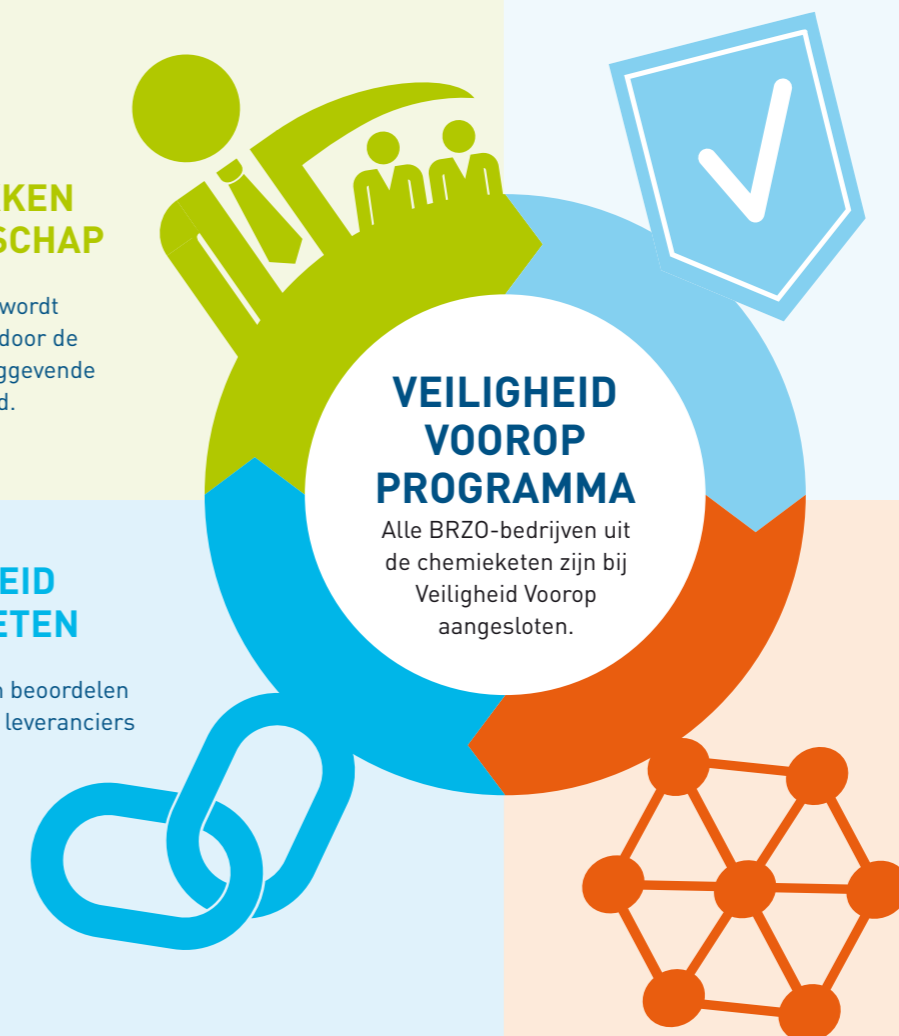 KEN
SCHAP
wordt
door de
ggevende
d.
VEILIGHEID
VOOROP
PROGRAMMA
Alle BRZO-bedrijven uit
de chemieketen zijn bij
Veiligheid Voorop
aangesloten.
EID
ETEN
n beoordelen
leveranciers